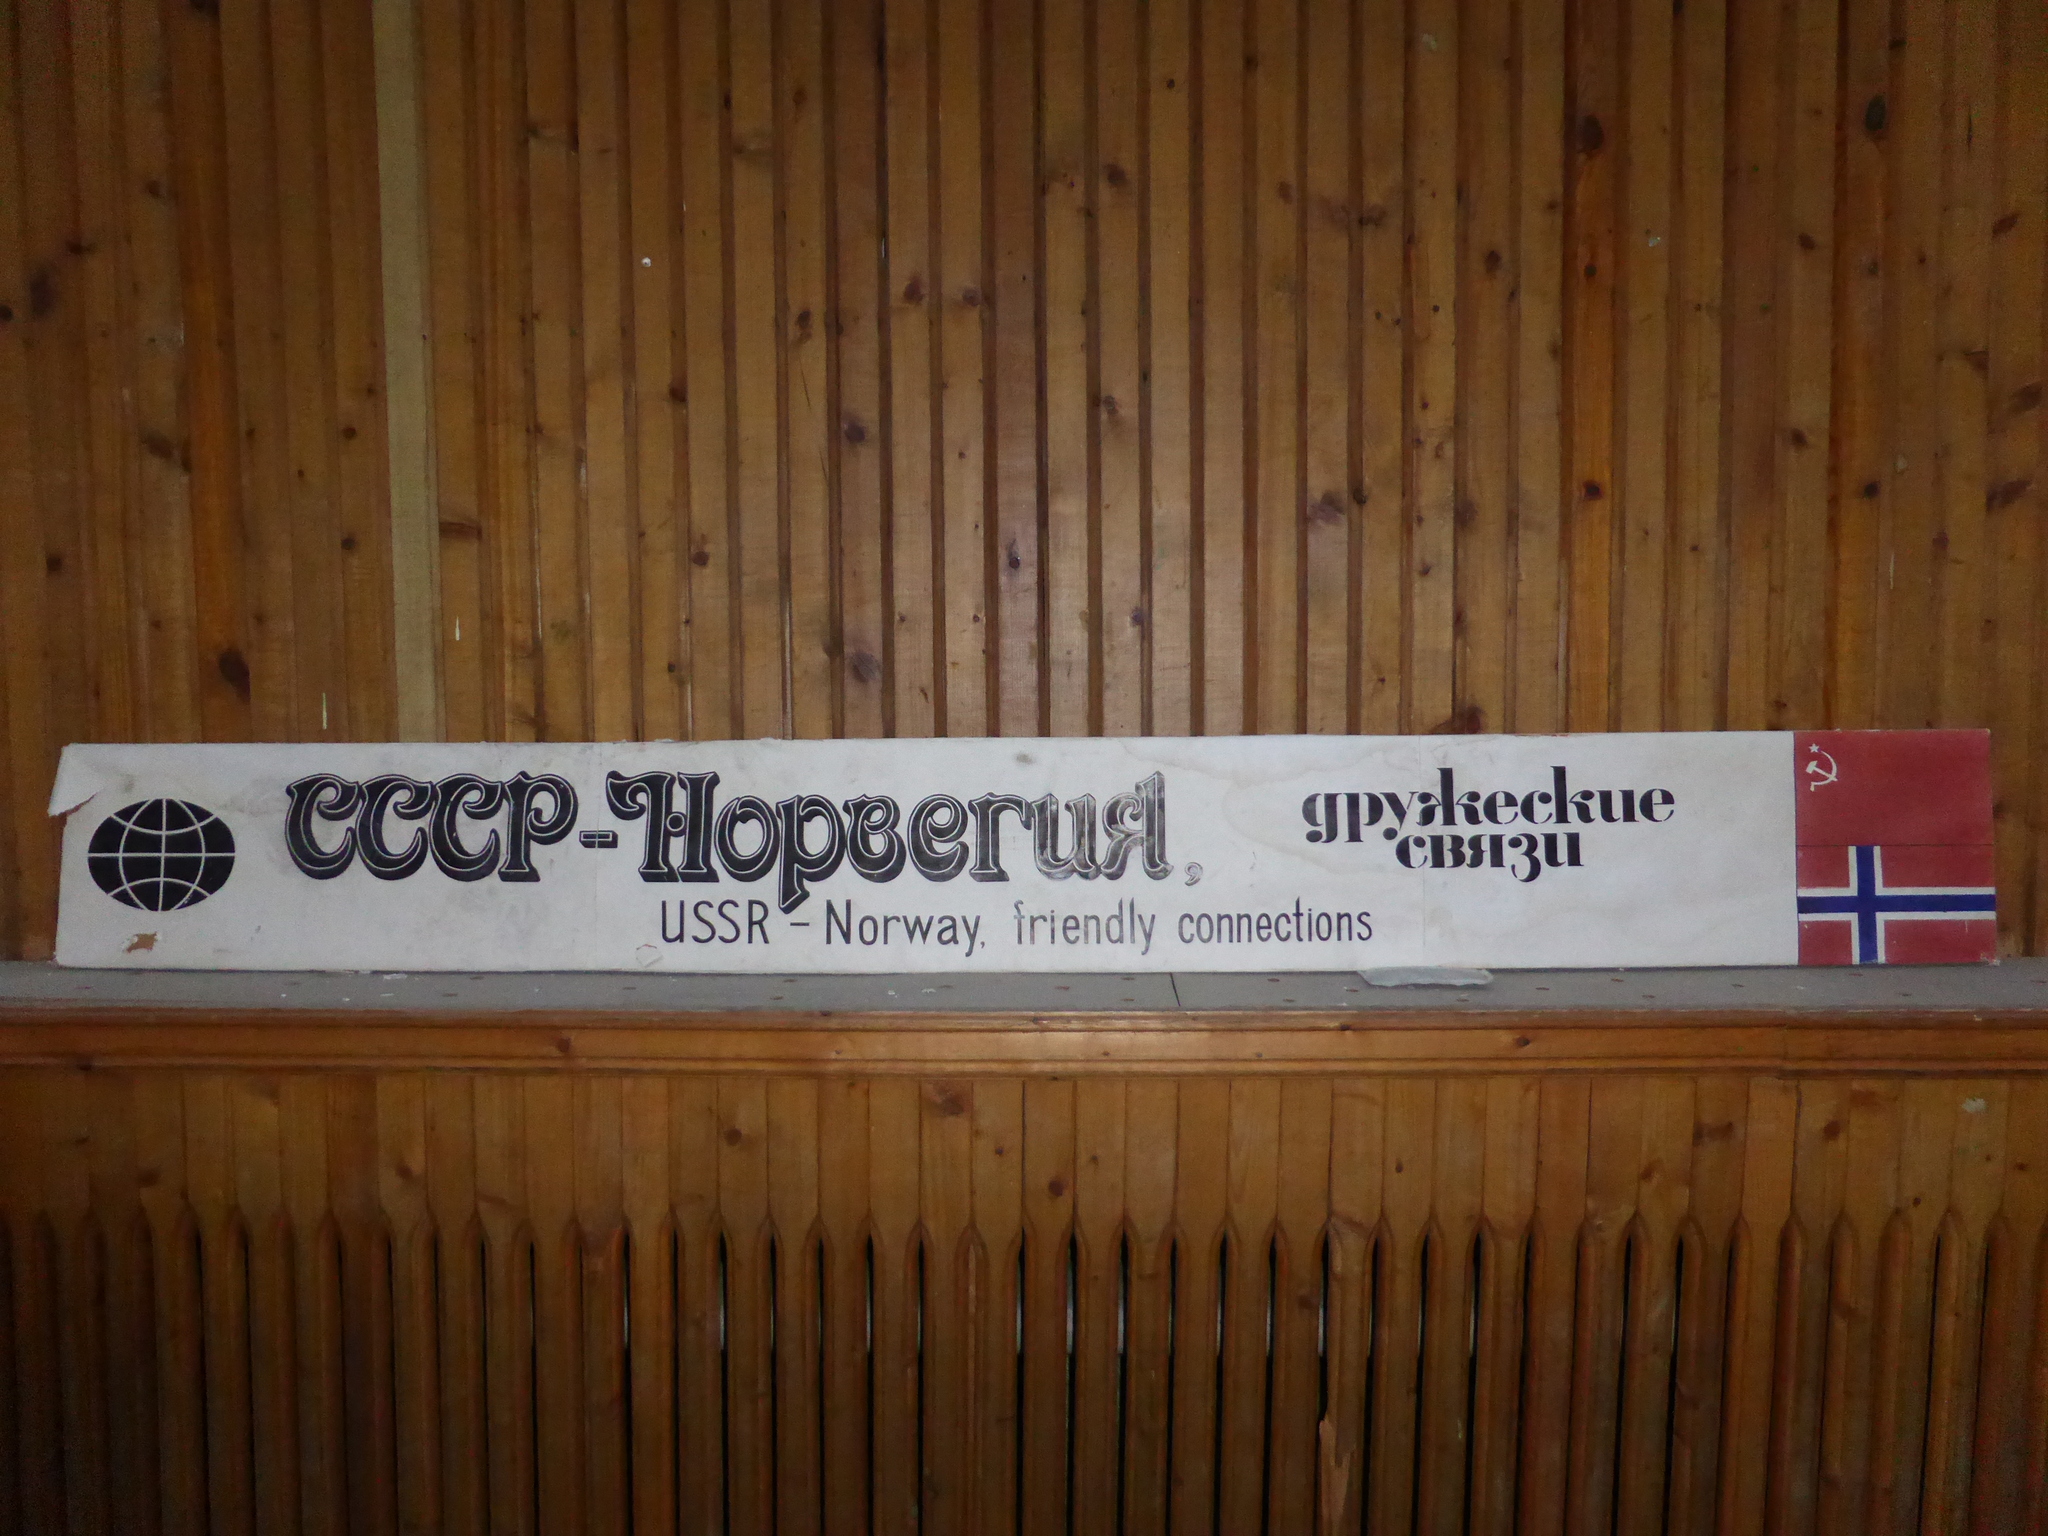 СССР-Норвегия,
дружеские
связи
USSR - Norway, friendly connections